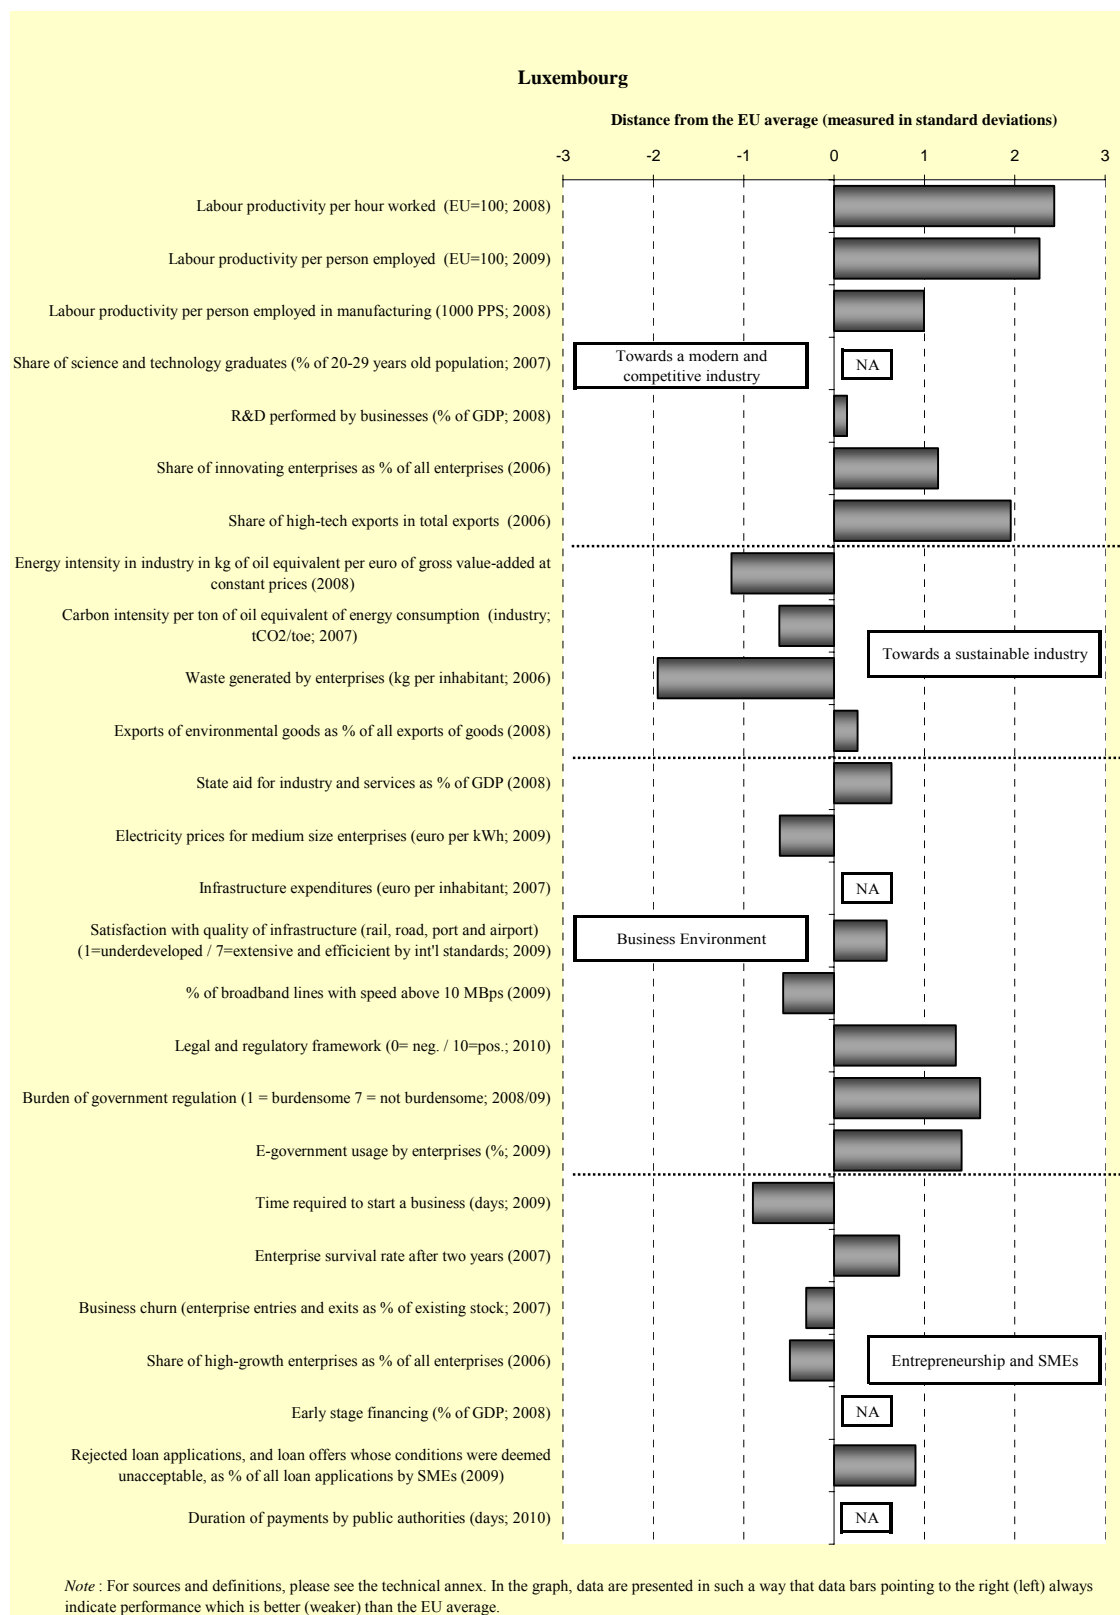 Luxembourg
Distance from the EU average (measured in standard deviations)
-3 -2 -1 0 1 2 3
Labour productivity per hour worked (EU=100; 2008)
Labour productivity per person employed (EU=100; 2009)
Labour productivity per person employed in manufacturing (1000 PPS; 2008)
Share of science and technology graduates (% of 20-29 years old population; 2007)
Towards a modern and
competitive industry
NA
R&D performed by businesses (% of GDP; 2008)
Share of innovating enterprises as % of all enterprises (2006)
Share of high-tech exports in total exports (2006)
Energy intensity in industry in kg of oil equivalent per euro of gross value-added at
constant prices (2008)
Carbon intensity per ton of oil equivalent of energy consumption (industry;
tCO2/toe; 2007)
Towards a sustainable industry
Waste generated by enterprises (kg per inhabitant; 2006)
Exports of environmental goods as % of all exports of goods (2008)
State aid for industry and services as % of GDP (2008)
Electricity prices for medium size enterprises (euro per kWh; 2009)
Infrastructure expenditures (euro per inhabitant; 2007)
NA
Satisfaction with quality of infrastructure (rail, road, port and airport)
(1=underdeveloped / 7=extensive and efficicient by int'l standards; 2009)
Business Environment
% of broadband lines with speed above 10 MBps (2009)
Legal and regulatory framework (0= neg. / 10=pos.; 2010)
Burden of government regulation (1 = burdensome 7 = not burdensome; 2008/09)
E-government usage by enterprises (%; 2009)
Time required to start a business (days; 2009)
Enterprise survival rate after two years (2007)
Business churn (enterprise entries and exits as % of existing stock; 2007)
Share of high-growth enterprises as % of all enterprises (2006)
Entrepreneurship and SMEs
Early stage financing (% of GDP; 2008)
NA
Rejected loan applications, and loan offers whose conditions were deemed
unacceptable, as % of all loan applications by SMEs (2009)
Duration of payments by public authorities (days; 2010)
NA
Note : For sources and definitions, please see the technical annex. In the graph, data are presented in such a way that data bars pointing to the right (left) always
indicate performance which is better (weaker) than the EU average.